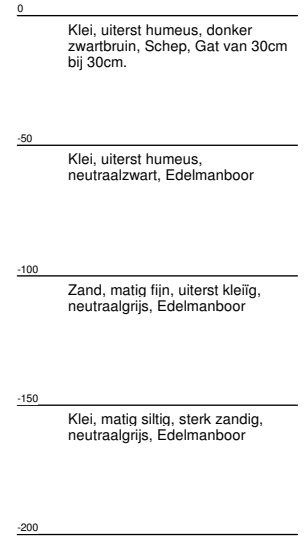 0
Klei, uiterst humeus, donker
zwartbruin, Schep, Gat van 30cm
bij 30cm.
-50
Klei, uiterst humeus,
neutraalzwart, Edelmanboor
-100
Zand, matig fijn, uiterst kleiïg,
neutraalgrijs, Edelmanboor
-150
Klei, matig siltig, sterk zandig,
neutraalgrijs, Edelmanboor
-200